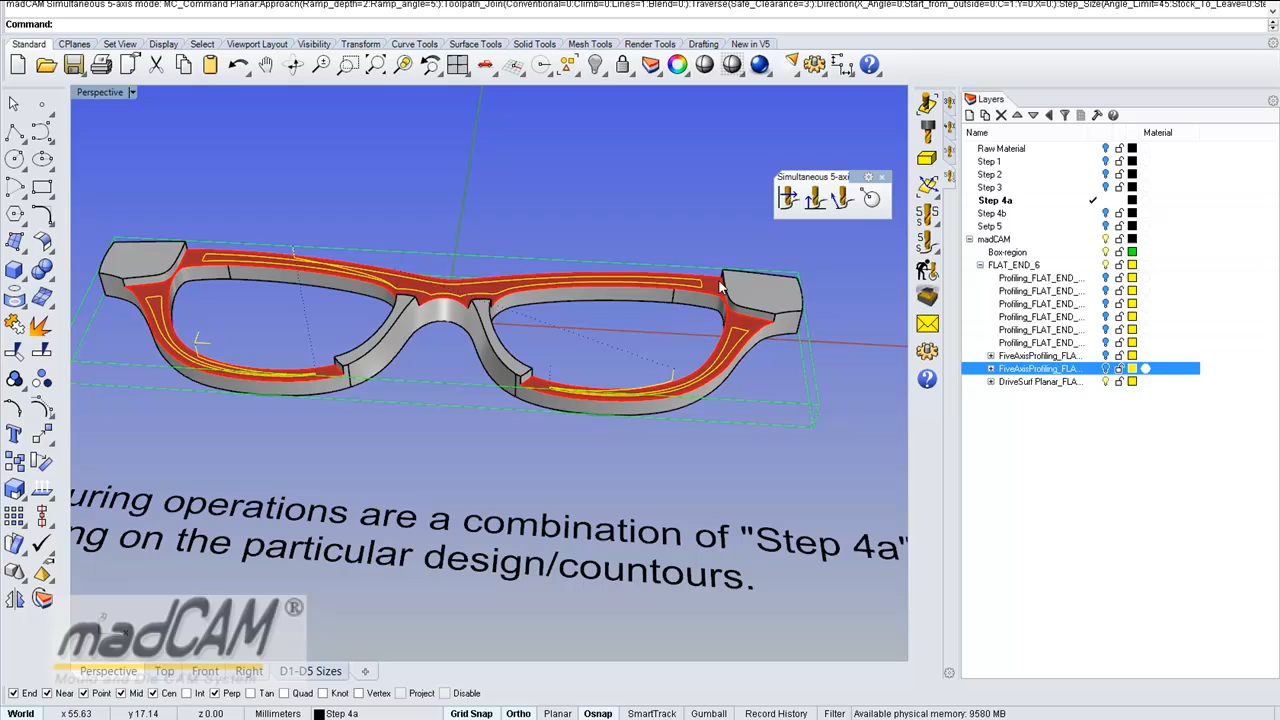 madCAM Simultaneous 5-axis mode: MC_Command Planar:Approach(Ramp_depth=2:Ramp_angle=5:):Toolpath_Join(Conventional:0:Climb=0:Lines=1:Blend=0:):Traverse(Safe_Clearance=3;):Direction(X_Angle=0:Start_from_outside=0:C=1:Y=0:X=0:):Step_Size(Angle_Limit=45:Stock_To_Leave=0:Ste
Command:
Standard CPlanes Set View Display Select Viewport Layout Visibility Transform Curve Tools Surface Tools Solid Tools Mesh Tools Render Tools Drafting New in V5
Perspective
Layers
Name Material
Raw Material
Step 1
Step 2
Step 3
Step 4a
Step 4b
Setp 5
madCAM
Box-region
FLAT_END_6
Profiling_FLAT_END_...
Profiling_FLAT_END_...
Profiling_FLAT_END_...
Profiling_FLAT_END_...
Profiling_FLAT_END_...
Profiling_FLAT_END_...
FiveAxisProfiling_FLA...
FiveAxisProfiling_FLA...
DriveSurf Planar_FLA...
Simultaneous 5-axi
uring operations are a combination of "Step 4a"
ng on the particular design/countours.
madCAM®
Mould and Die CAM System
Perspective Top Front Right D1-D5 Sizes
End Near Point Mid Cen Int Perp Tan Quad Knot Vertex Project Disable
World x 55.63 y 17.14 z 0.00 Millimeters Step 4a Grid Snap Ortho Planar Osnap SmartTrack Gumball Record History Filter Available physical memory: 9580 MB